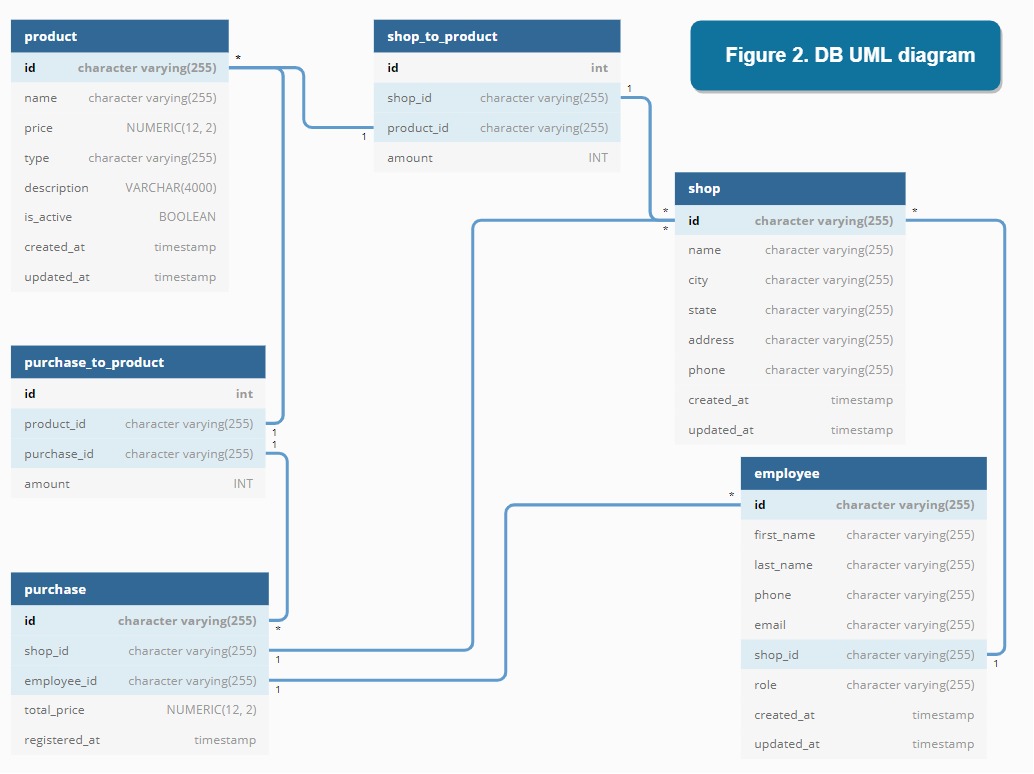 product
id character varying(255)
name character varying(255)
price NUMERIC(12, 2)
type character varying(255)
description VARCHAR(4000)
is_active BOOLEAN
created_at timestamp
updated_at timestamp
*
shop_to_product
id int
shop_id character varying(255)
product_id character varying(255)
amount INT
1
1
Figure 2. DB UML diagram
shop
id character varying(255)
name character varying(255)
city character varying(255)
state character varying(255)
address character varying(255)
phone character varying(255)
created_at timestamp
updated_at timestamp
*
*
*
purchase_to_product
id int
product_id character varying(255)
purchase_id character varying(255)
amount INT
1
1
employee
id character varying(255)
first_name character varying(255)
last_name character varying(255)
phone character varying(255)
email character varying(255)
shop_id character varying(255)
role character varying(255)
created_at timestamp
updated_at timestamp
*
1
purchase
id character varying(255)
shop_id character varying(255)
employee_id character varying(255)
total_price NUMERIC(12, 2)
registered_at timestamp
*
1
1